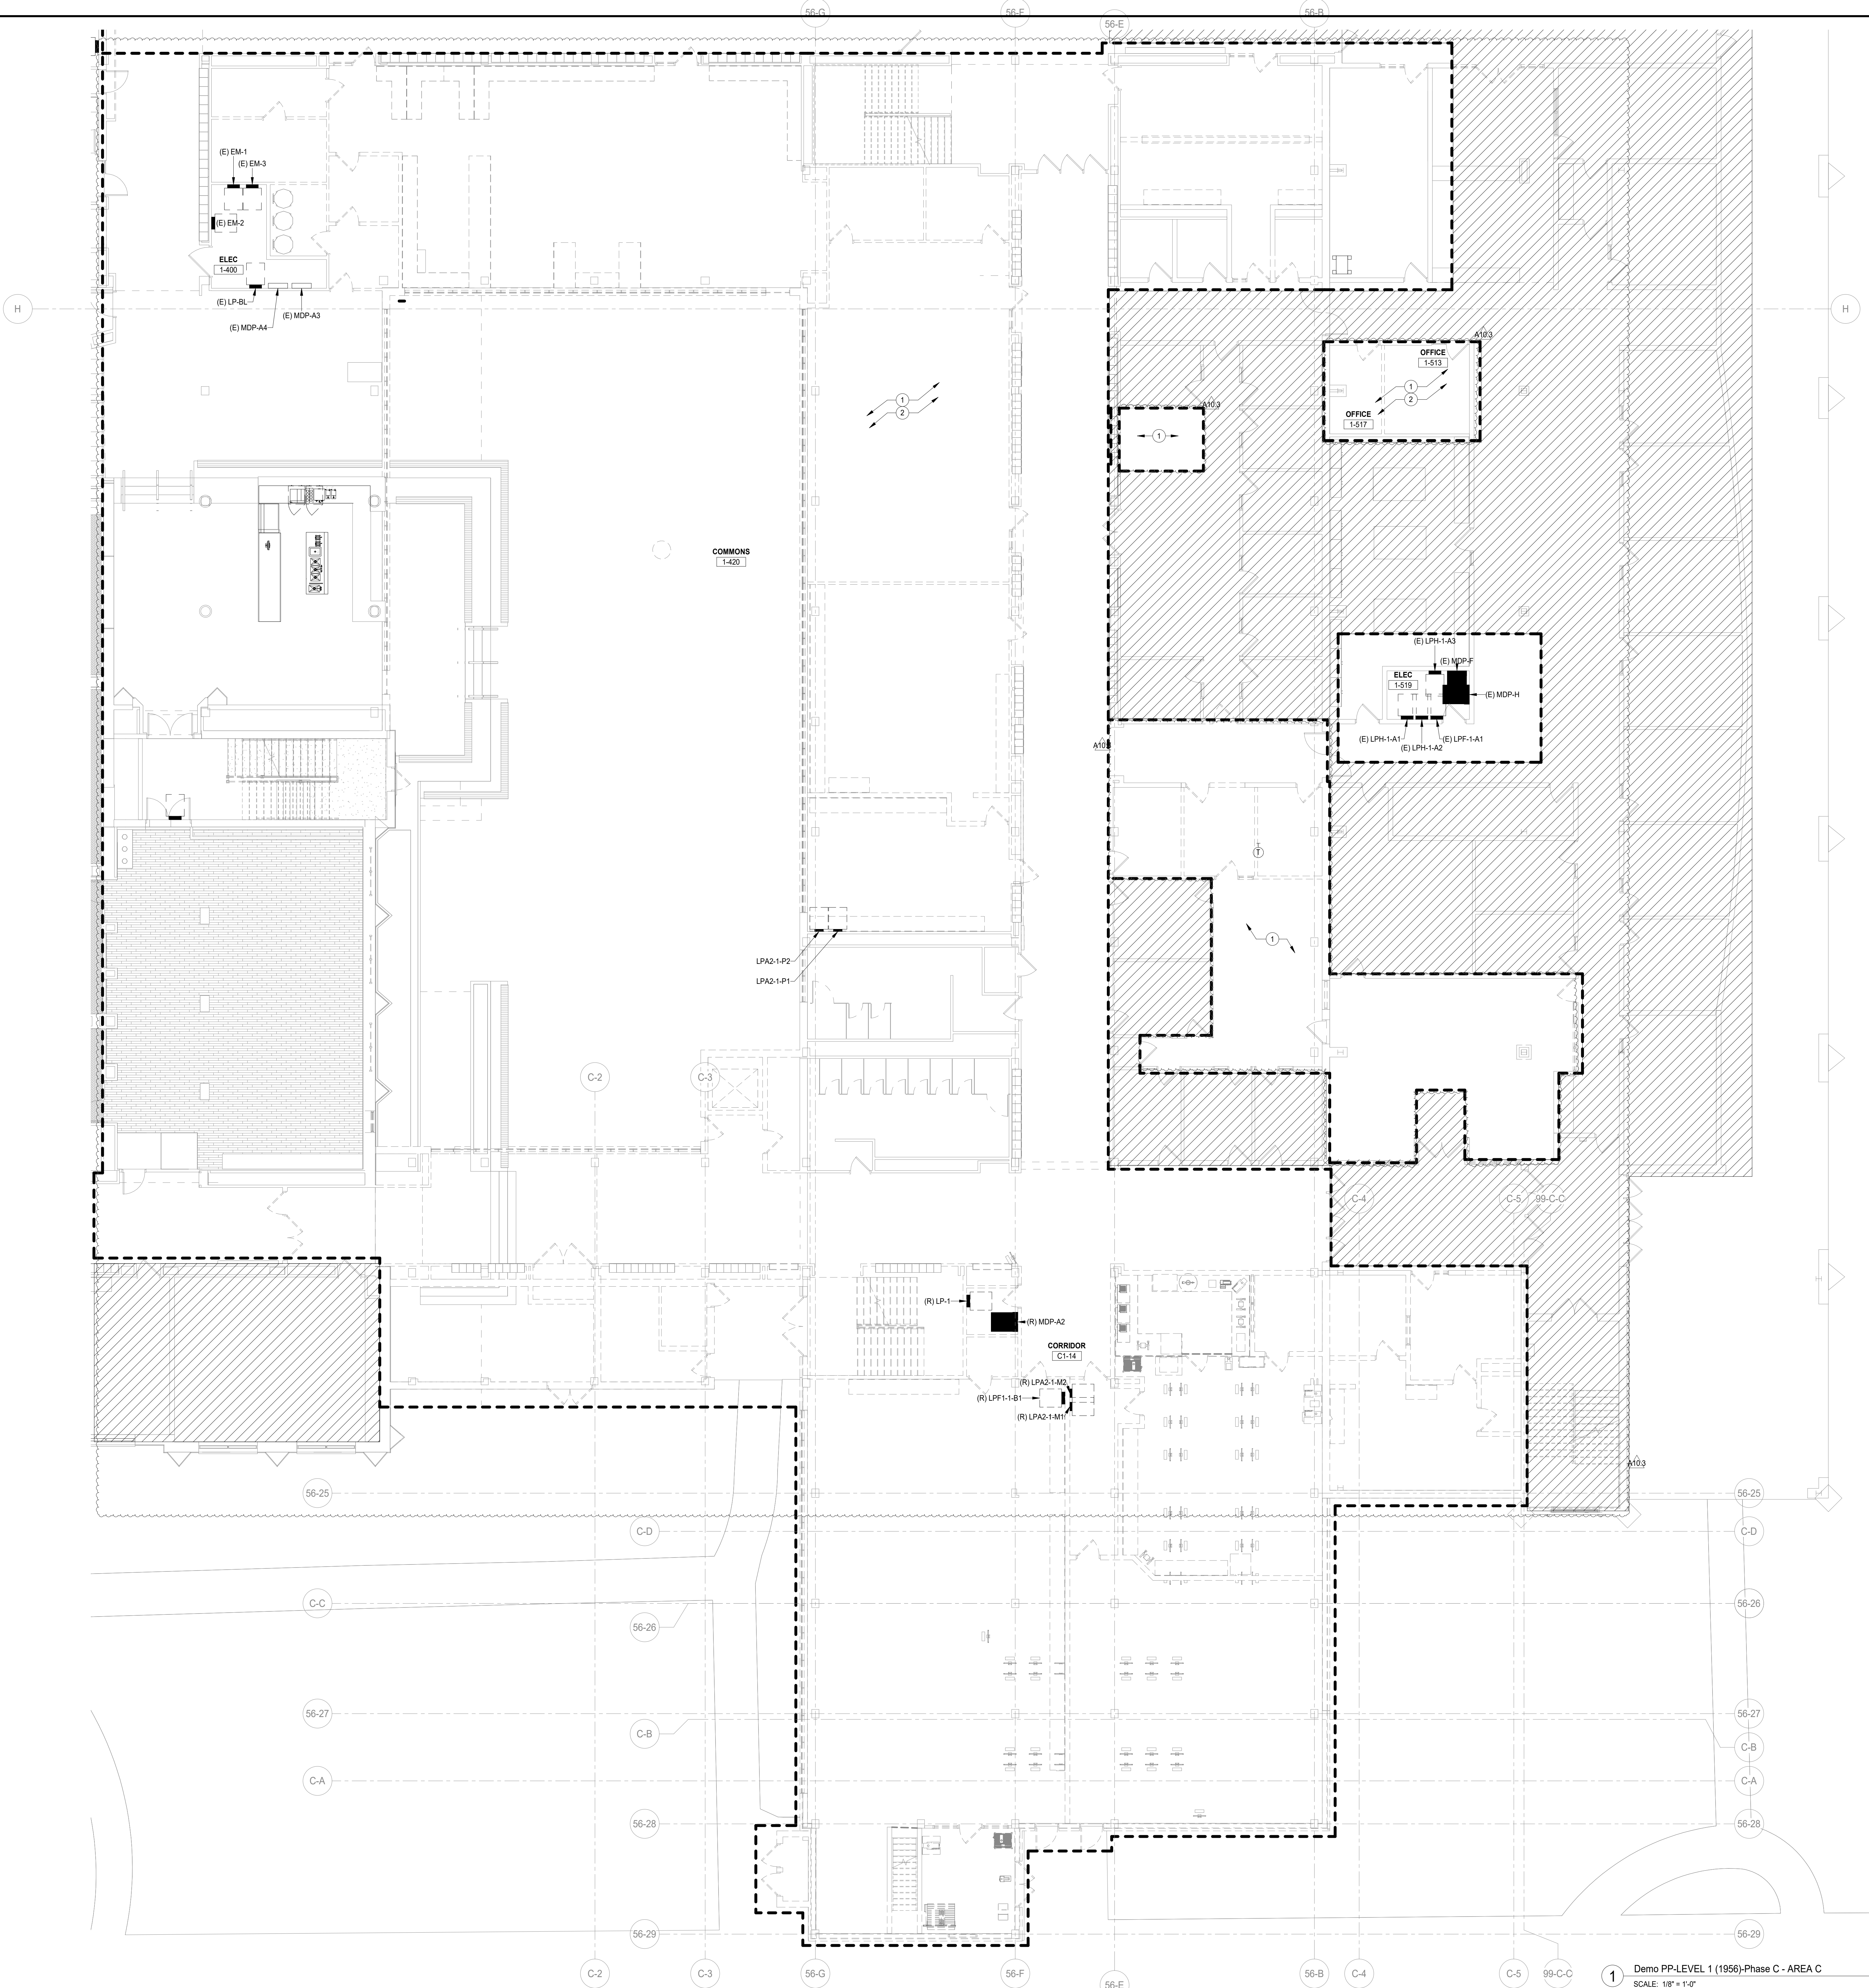 56-G
56-F
56-E
56-B
(E) EM-1
(E) EM-3
(E) EM-2
ELEC
1-400
(E) LP-BL
(E) MDP-A3
(E) MDP-A4
H
H
A10.3
OFFICE
1-513
1
2
OFFICE
1-517
1
2
A10.3
1
COMMONS
1-420
(E) LPH-1-A3
(E) MDP-F
ELEC
1-519
(E) MDP-H
(E) LPH-1-A1
(E) LPF-1-A1
(E) LPH-1-A2
T
1
LPA2-1-P2
LPA2-1-P1
C-2
C-3
C-4
C-5
99-C-C
(R) LP-1
(R) MDP-A2
CORRIDOR
C1-14
(R) LPA2-1-M2
(R) LPF1-1-B1
(R) LPA2-1-M1
A10.3
56-25
56-25
C-D
C-D
C-C
56-26
56-26
56-27
56-27
C-B
C-B
C-A
C-A
56-28
56-28
56-29
56-29
C-2
C-3
56-G
56-F
56-E
56-B
C-4
C-5
99-C-C
1
Demo PP-LEVEL 1 (1956)-Phase C - AREA C
SCALE: 1/8" = 1'-0"